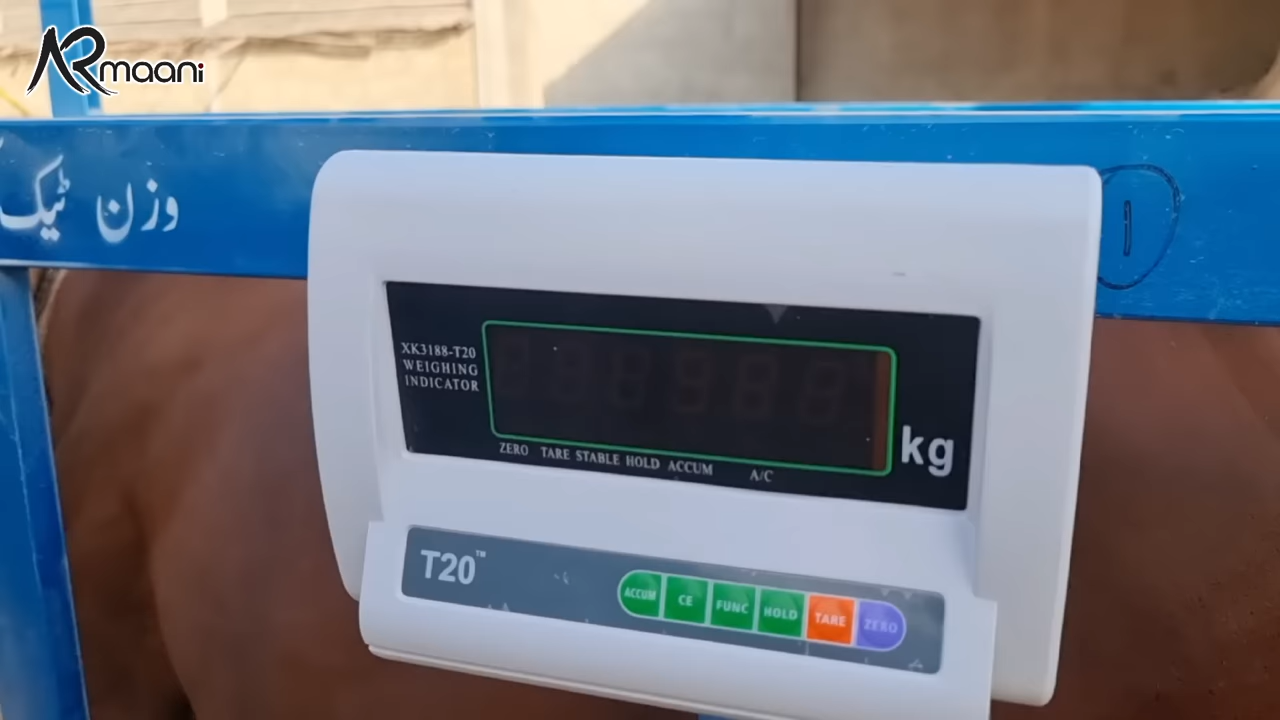 ARmaani
وزن ٹیک
1
XK3188-T20
WEIGHING
INDICATOR
kg
ZERO TARE STABLE HOLD ACCUM A/C
T20™
ACCUM CE FUNC HOLD TARE ZERO